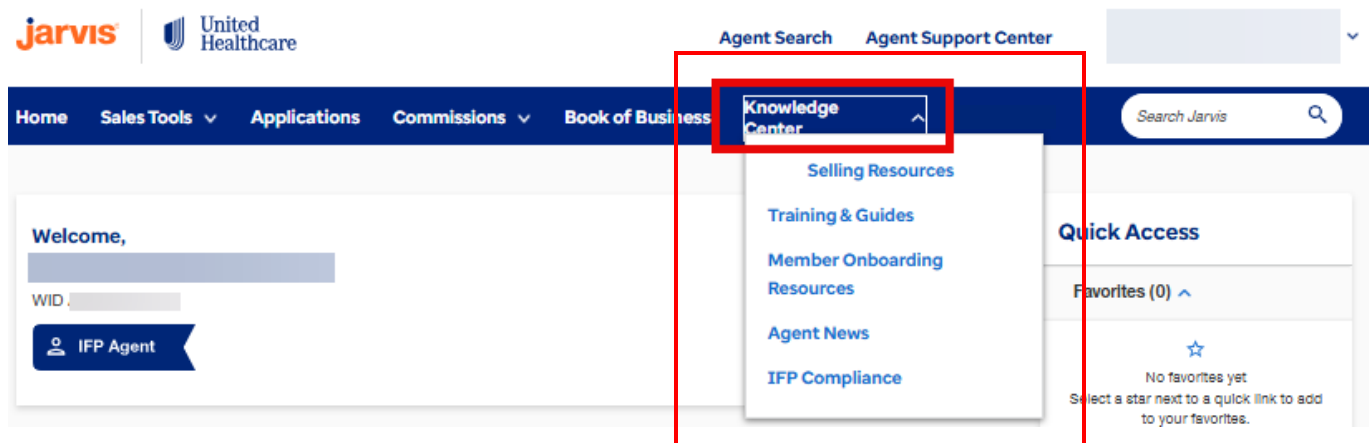 jarvis
United
Healthcare
Agent Search Agent Support Center
Home Sales Tools Applications Commissions Book of Business Knowledge
Center
Search Jarvis
Selling Resources
Training & Guides
Member Onboarding
Resources
Agent News
IFP Compliance
Welcome,
WID
IFP Agent
Quick Access
Favorites (0)
No favorites yet
Select a star next to a quick link to add
to your favorites.